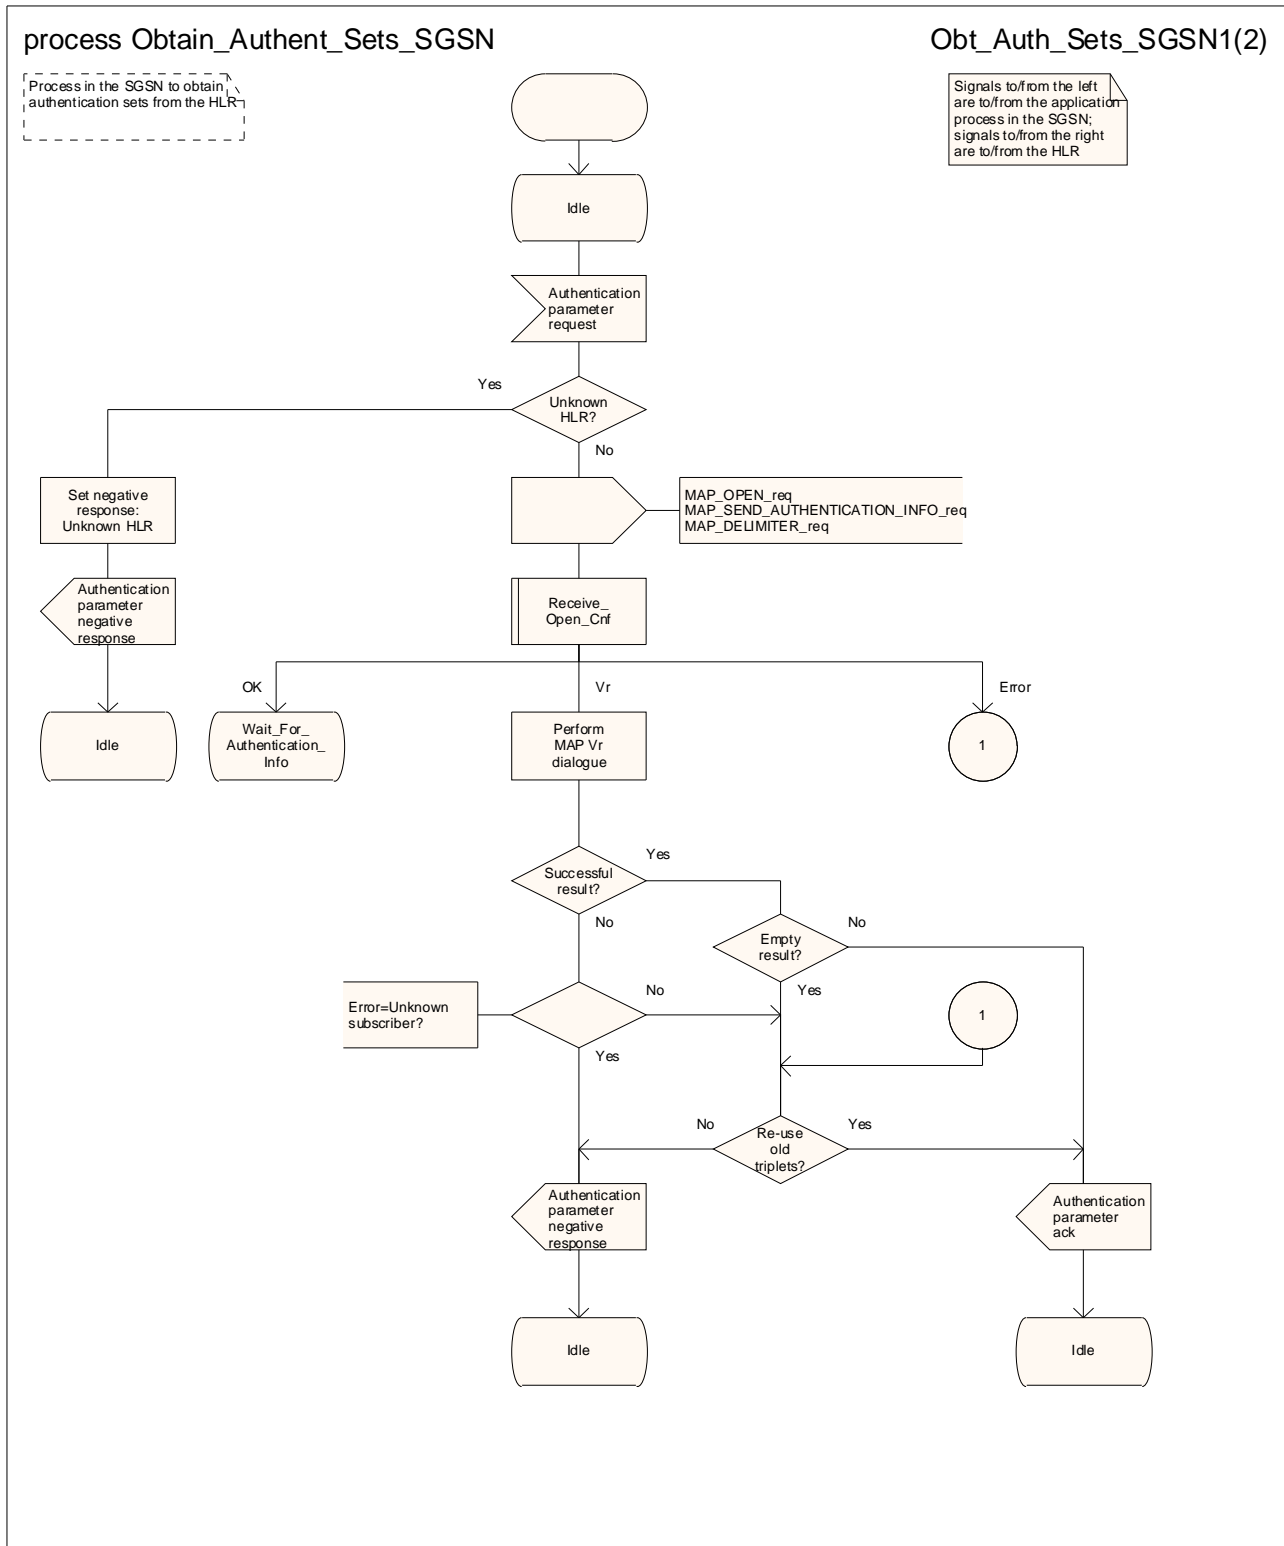 process Obtain_Authent_Sets_SGSN
Obt_Auth_Sets_SGSN1(2)
Process in the SGSN to obtain
authentication sets from the HLR
Signals to/from the left
are to/from the application
process in the SGSN;
signals to/from the right
are to/from the HLR
Idle
Authentication
parameter
request
Yes
Unknown
HLR?
No
Set negative
response:
Unknown HLR
MAP_OPEN_req
MAP_SEND_AUTHENTICATION_INFO_req
MAP_DELIMITER_req
Authentication
parameter
negative
response
Receive_
Open_Cnf
OK
Vr
Error
Idle
Wait_For_
Authentication_
Info
Perform
MAP Vr
dialogue
1
Successful
result?
Yes
No
Empty
result?
No
Yes
Error=Unknown
subscriber?
No
Yes
1
No
Re-use
old
triplets?
Yes
Authentication
parameter
negative
response
Authentication
parameter
ack
Idle
Idle